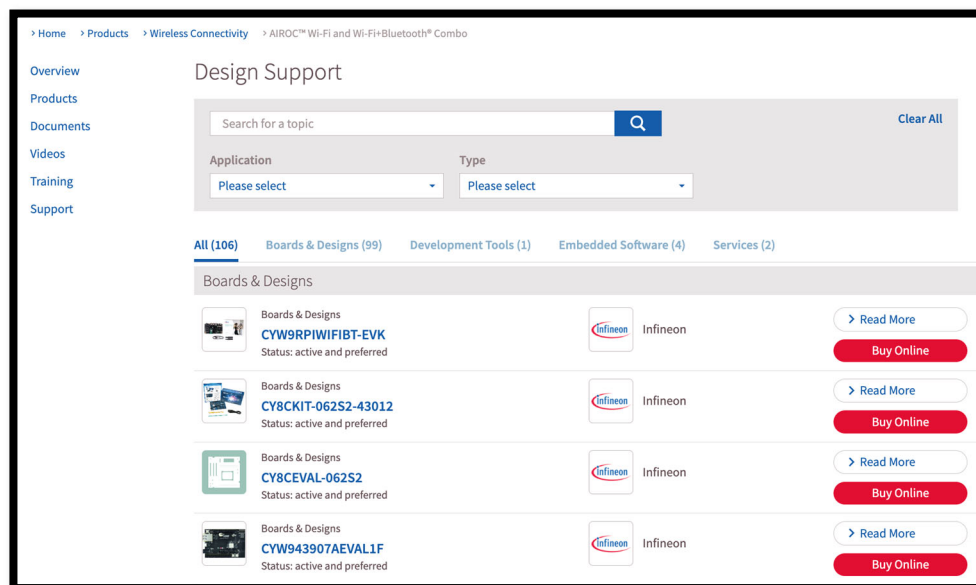 > Home > Products > Wireless Connectivity > AIROC™ Wi-Fi and Wi-Fi+Bluetooth® Combo
Overview
Products
Documents
Videos
Training
Support
Design Support
Search for a topic
Clear All
Application Type
Please select Please select
All (106) Boards & Designs (99) Development Tools (1) Embedded Software (4) Services (2)
Boards & Designs
Boards & Designs
CYW9RPIWIFIBT-EVK
Status: active and preferred
infineon Infineon
> Read More
Buy Online
Boards & Designs
CY8CKIT-062S2-43012
Status: active and preferred
infineon Infineon
> Read More
Buy Online
Boards & Designs
CY8CEVAL-062S2
Status: active and preferred
infineon Infineon
> Read More
Buy Online
Boards & Designs
CYW943907AEVAL1F
Status: active and preferred
infineon Infineon
> Read More
Buy Online